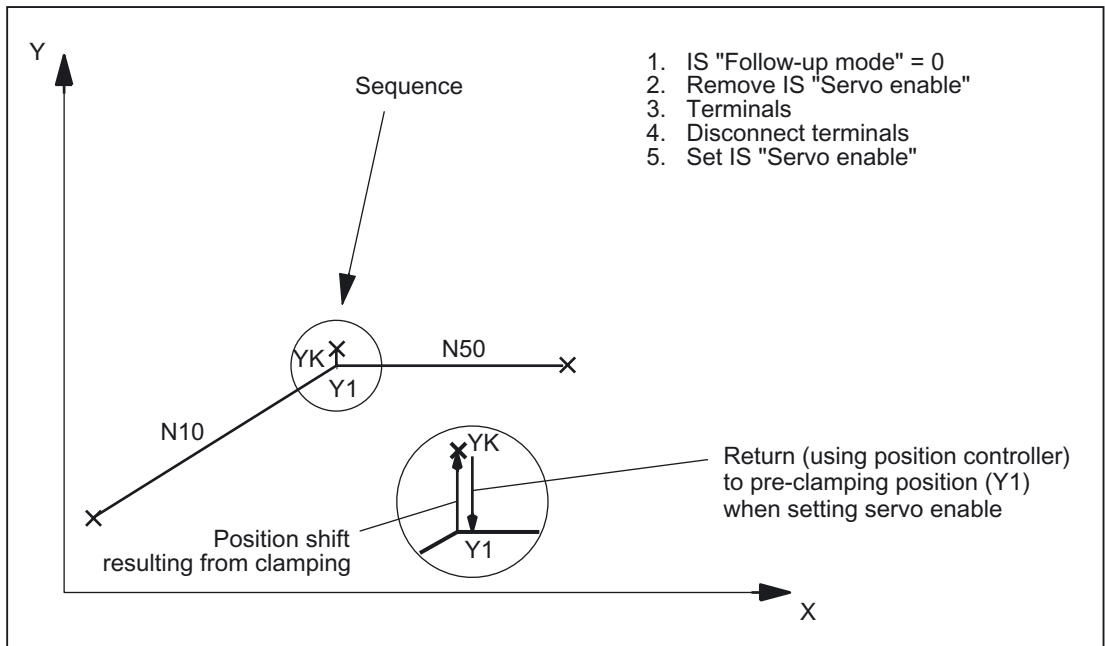 Y
Sequence
1. IS "Follow-up mode" = 0
2. Remove IS "Servo enable"
3. Terminals
4. Disconnect terminals
5. Set IS "Servo enable"
YK
N50
Y1
N10
YK
Return (using position controller)
to pre-clamping position (Y1)
when setting servo enable
Position shift
resulting from clamping
Y1
X